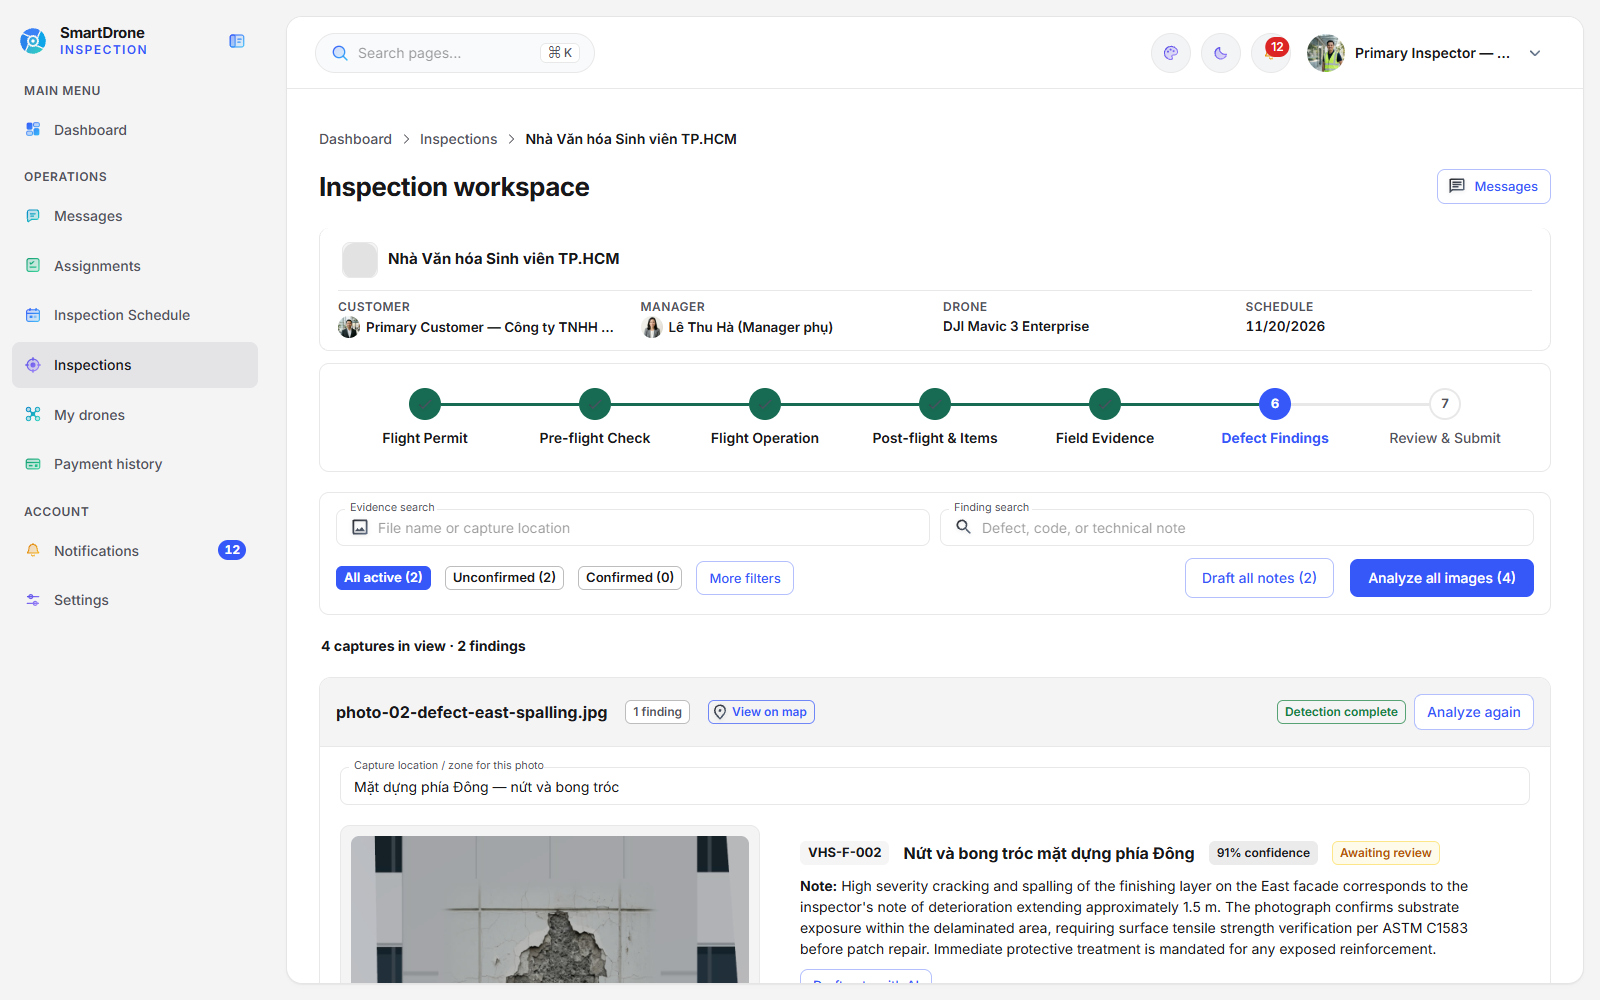 SmartDrone
INSPECTION
MAIN MENU
Dashboard
OPERATIONS
Messages
Assignments
Inspection Schedule
Inspections
My drones
Payment history
ACCOUNT
Notifications
12
Settings
Search pages...
⌘ K
12
Primary Inspector — ...
Dashboard > Inspections > Nhà Văn hóa Sinh viên TP.HCM
Inspection workspace
Messages
Nhà Văn hóa Sinh viên TP.HCM
CUSTOMER
Primary Customer — Công ty TNHH ...
MANAGER
Lê Thu Hà (Manager phụ)
DRONE
DJI Mavic 3 Enterprise
SCHEDULE
11/20/2026
Flight Permit
Pre-flight Check
Flight Operation
Post-flight & Items
Field Evidence
6
Defect Findings
7
Review & Submit
Evidence search
File name or capture location
Finding search
Defect, code, or technical note
All active (2)
Unconfirmed (2)
Confirmed (0)
More filters
Draft all notes (2)
Analyze all images (4)
4 captures in view · 2 findings
photo-02-defect-east-spalling.jpg
1 finding
View on map
Detection complete
Analyze again
Capture location / zone for this photo
Mặt dựng phía Đông — nứt và bong tróc
VHS-F-002
Nứt và bong tróc mặt dựng phía Đông
91% confidence
Awaiting review
Note: High severity cracking and spalling of the finishing layer on the East facade corresponds to the
inspector's note of deterioration extending approximately 1.5 m. The photograph confirms substrate
exposure within the delaminated area, requiring surface tensile strength verification per ASTM C1583
before patch repair. Immediate protective treatment is mandated for any exposed reinforcement.